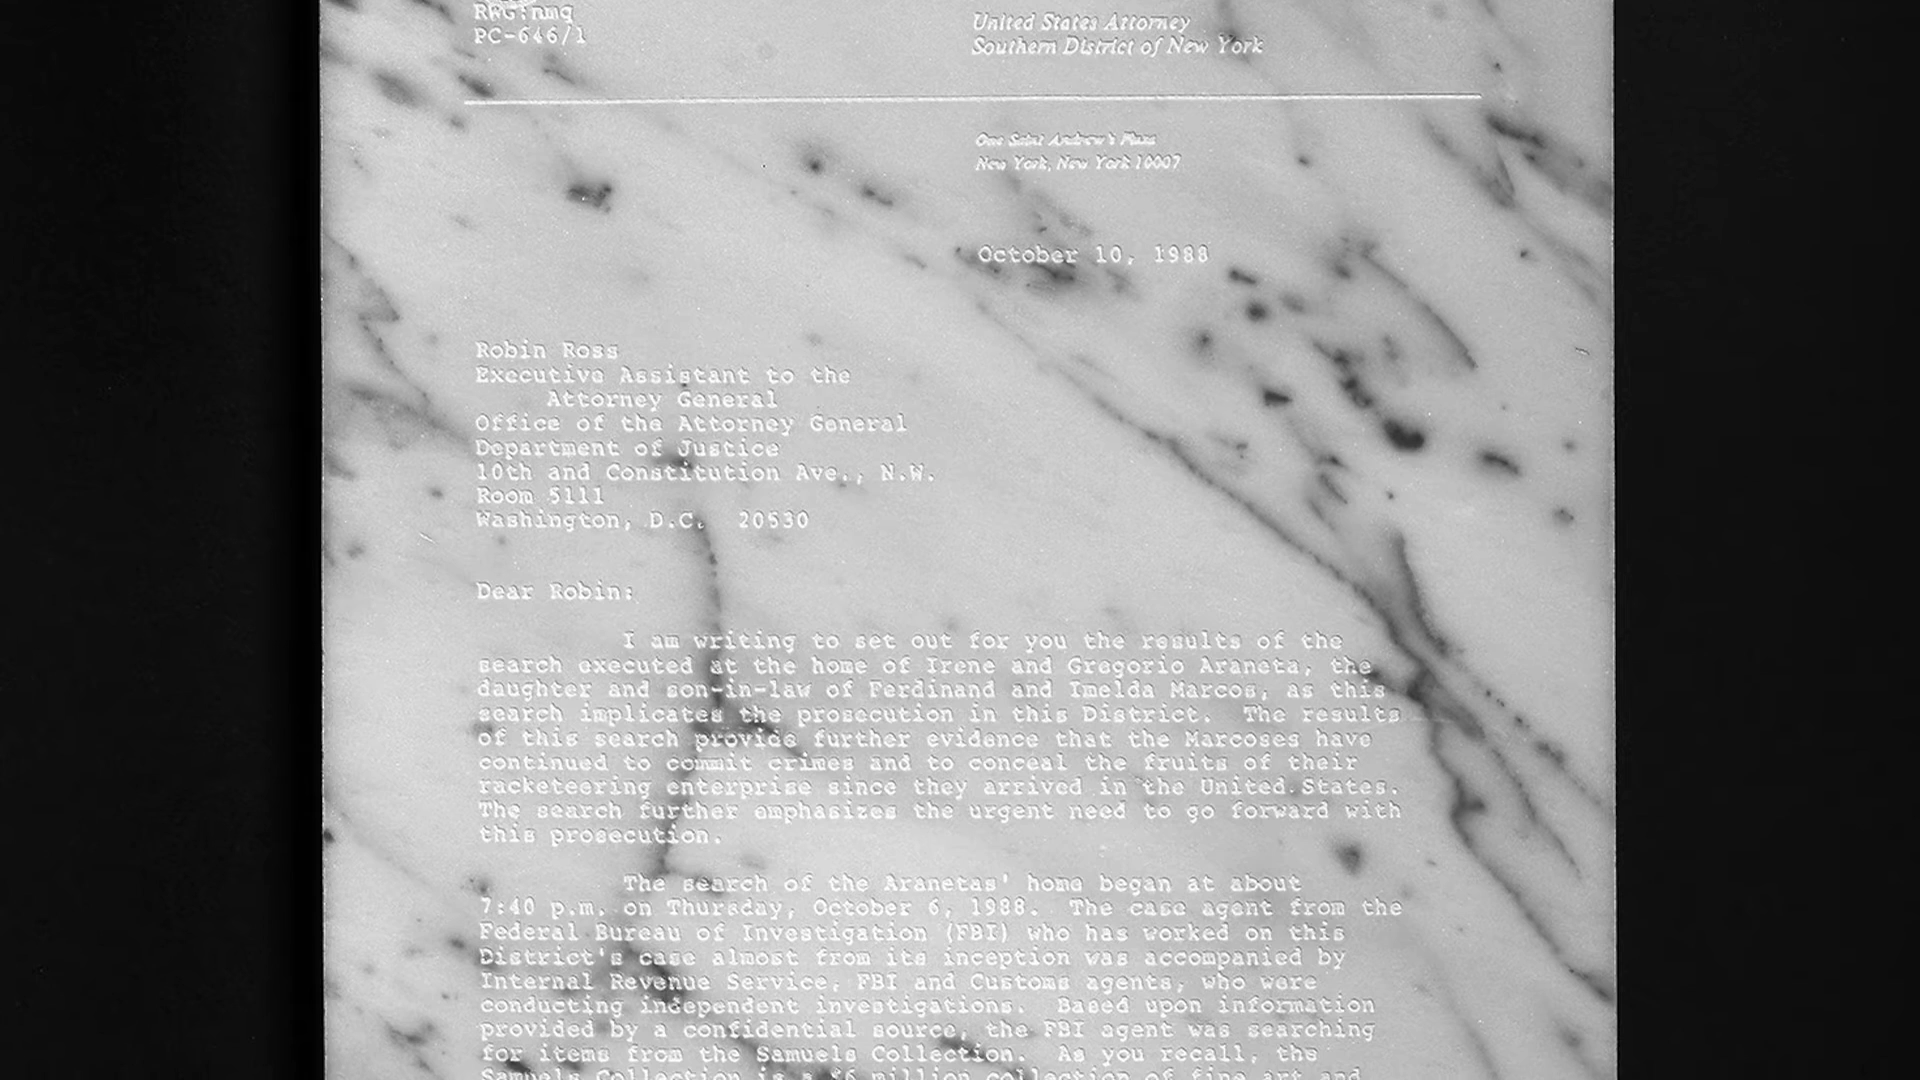 RWG:nmq
PC-646/1
United States Attorney
Southern District of New York
One Saint Andrew's Plaza
New York, New York 10007
October 10, 1988
Robin Ross
Executive Assistant to the
Attorney General
Office of the Attorney General
Department of Justice
10th and Constitution Ave., N.W.
Room 5111
Washington, D.C. 20530
Dear Robin:
I am writing to set out for you the results of the
search executed at the home of Irene and Gregorio Araneta, the
daughter and son-in-law of Ferdinand and Imelda Marcos, as this
search implicates the prosecution in this District. The results
of this search provide further evidence that the Marcoses have
continued to commit crimes and to conceal the fruits of their
racketeering enterprise since they arrived in the United States.
The search further emphasizes the urgent need to go forward with
this prosecution.
The search of the Aranetas' home began at about
7:40 p.m. on Thursday, October 6, 1988. The case agent from the
Federal Bureau of Investigation (FBI) who has worked on this
District's case almost from its inception was accompanied by
Internal Revenue Service, FBI and Customs agents, who were
conducting independent investigations. Based upon information
provided by a confidential source, the FBI agent was searching
for items from the Samuels Collection. As you recall, the
Samuels Collection is a $6 million collection of fine art and